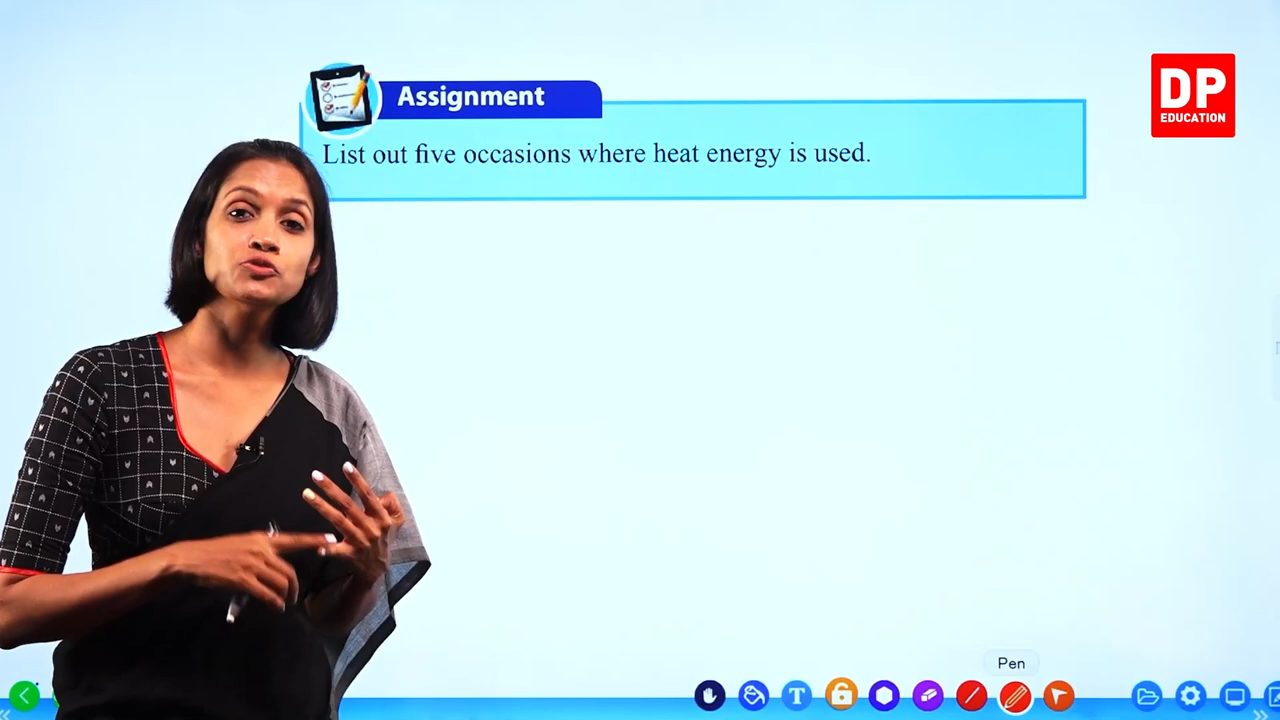 Assignment
DP
EDUCATION
List out five occasions where heat energy is used.
Pen
T